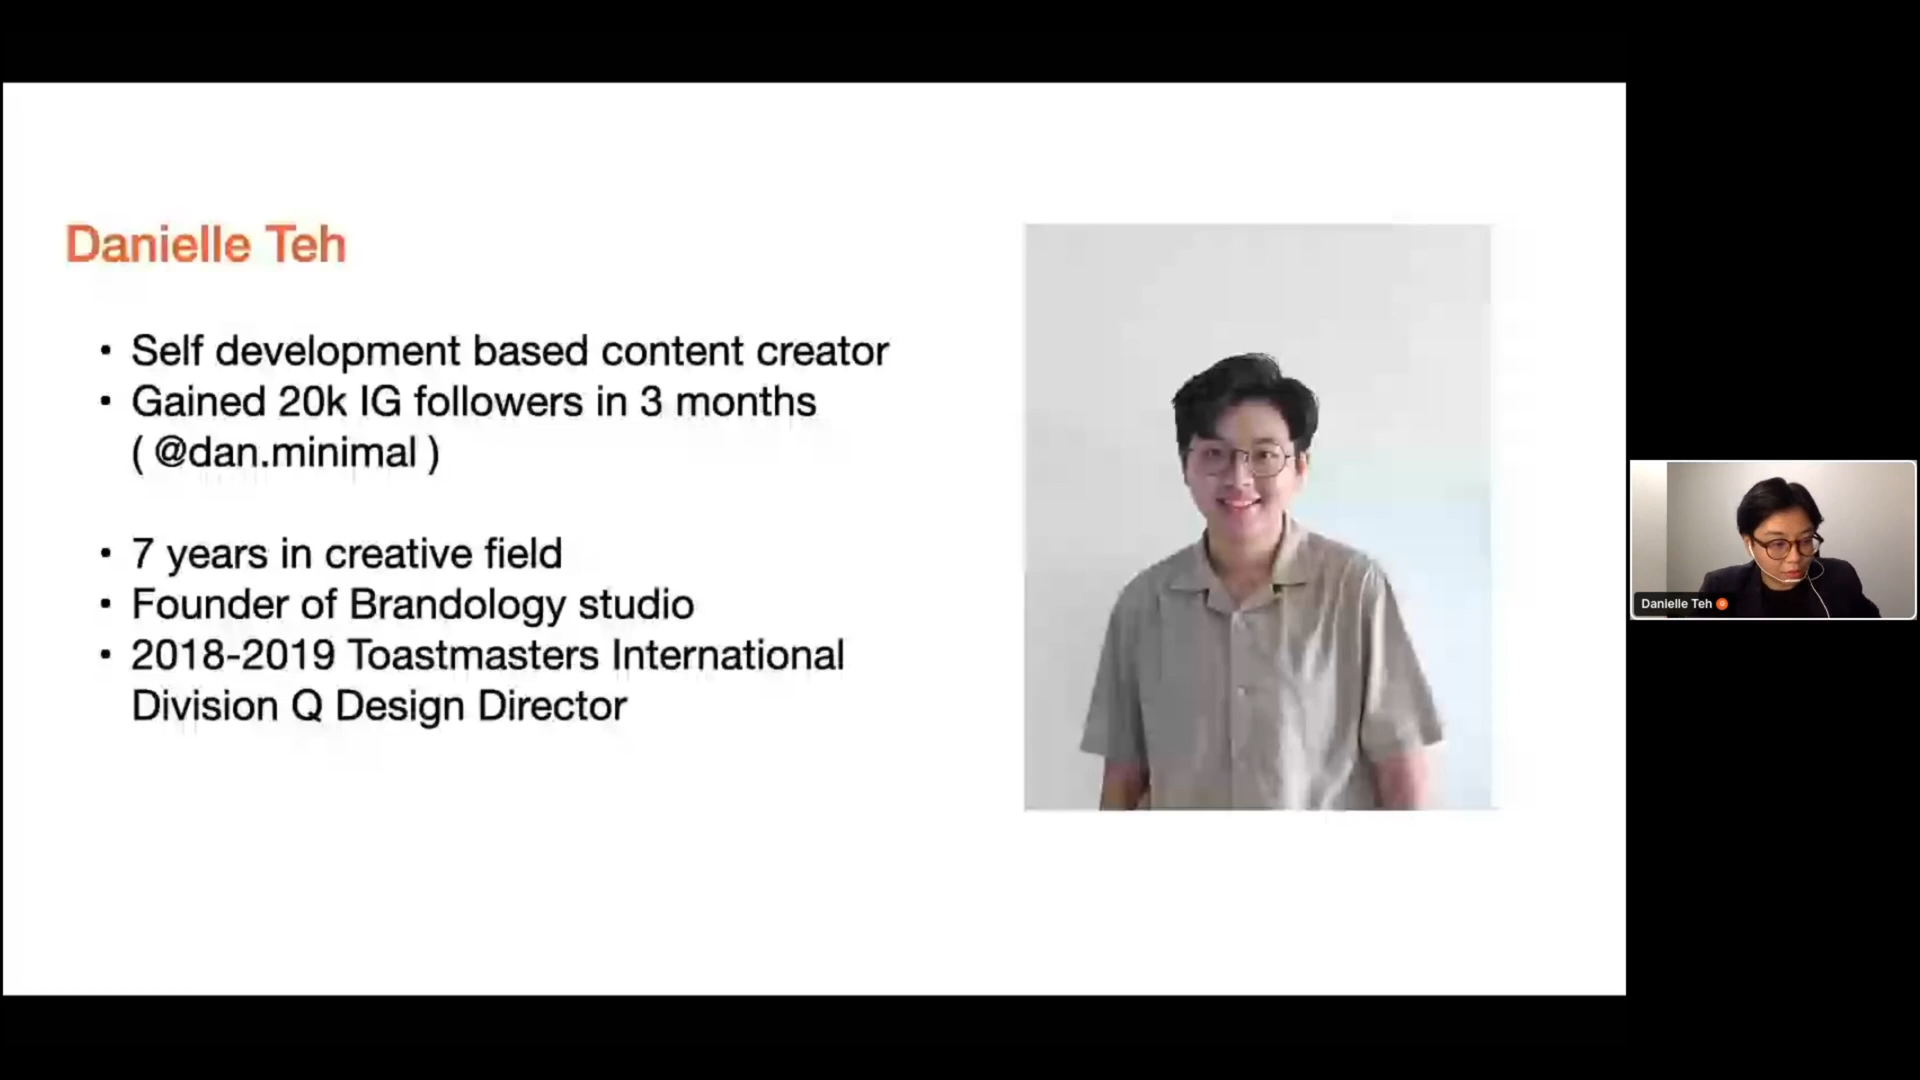 Danielle Teh
• Self development based content creator
• Gained 20k IG followers in 3 months
( @dan.minimal )
• 7 years in creative field
• Founder of Brandology studio
• 2018-2019 Toastmasters International
Division Q Design Director
Danielle Teh